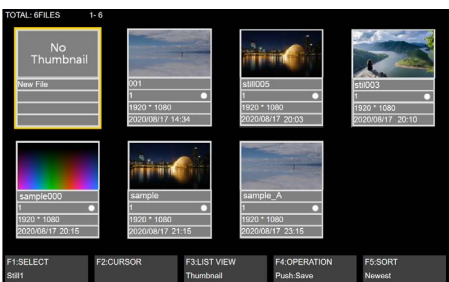 TOTAL: 6FILES 1- 6
No
Thumbnail
New File
001
1
1920 * 1080
2020/08/17 14:34
still005
1
1920 * 1080
2020/08/17 20:03
still003
1
1920 * 1080
2020/08/17 20:10
sample000
1
1920 * 1080
2020/08/17 20:15
sample
1
1920 * 1080
2020/08/17 21:15
sample_A
1
1920 * 1080
2020/08/17 23:15
F1:SELECT
Still1
F2:CURSOR
F3:LIST VIEW
Thumbnail
F4:OPERATION
Push:Save
F5:SORT
Newest